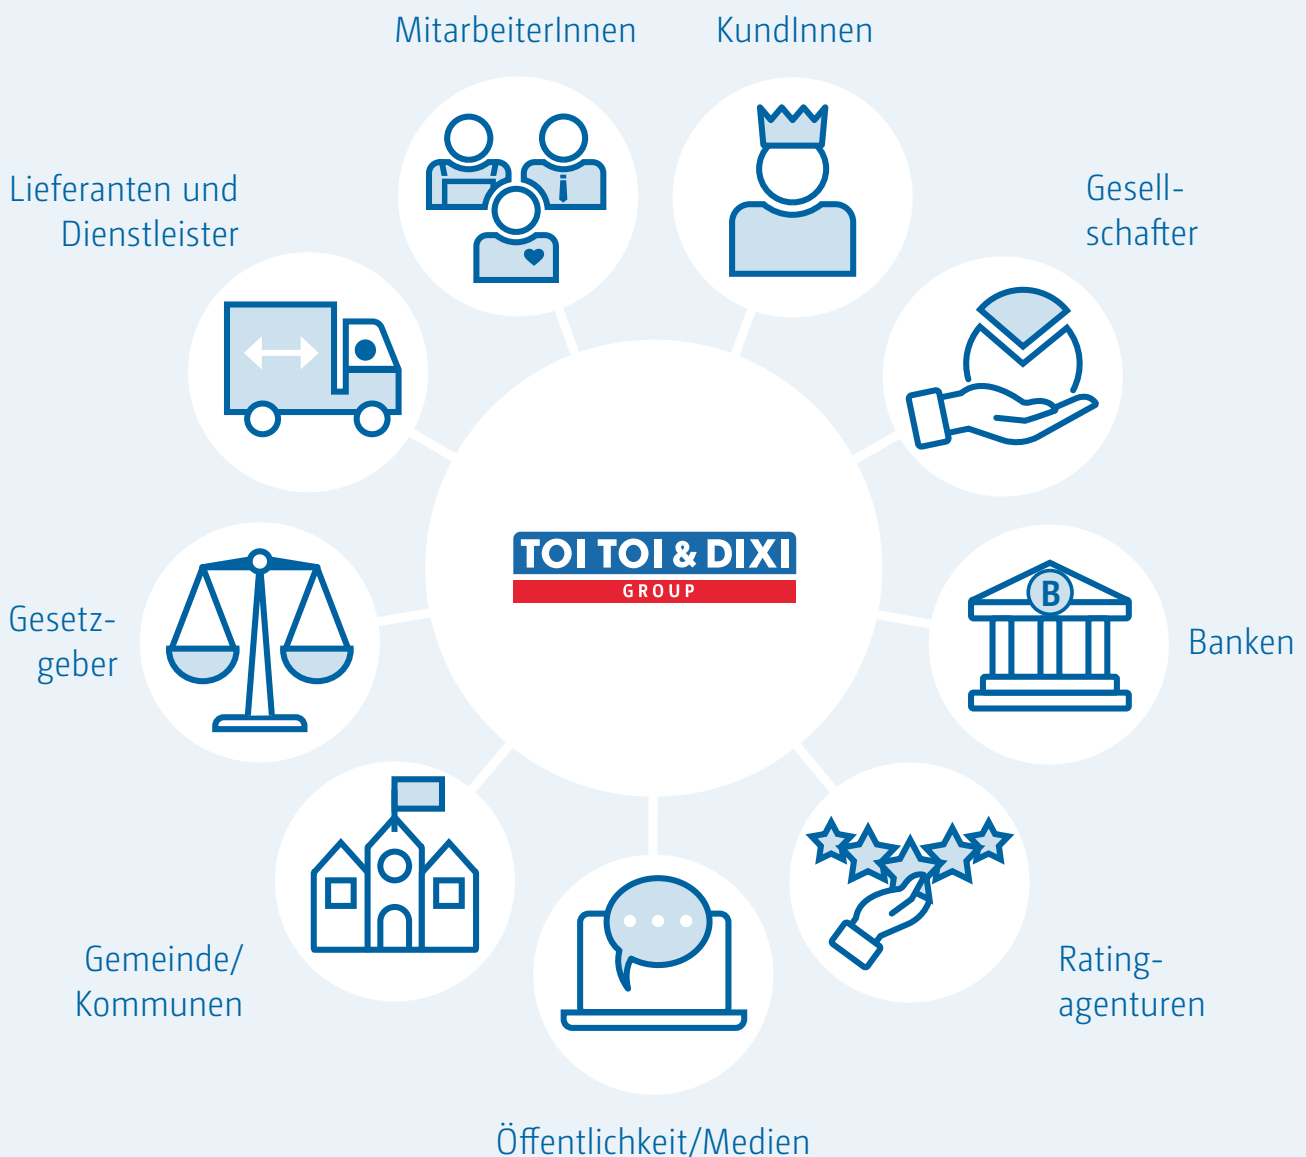 MitarbeiterInnen
KundInnen
Lieferanten und
Dienstleister
Gesell-
schafter
TOI TOI & DIXI
GROUP
Gesetz-
geber
B
Banken
Gemeinde/
Kommunen
Rating-
agenturen
Öffentlichkeit/Medien